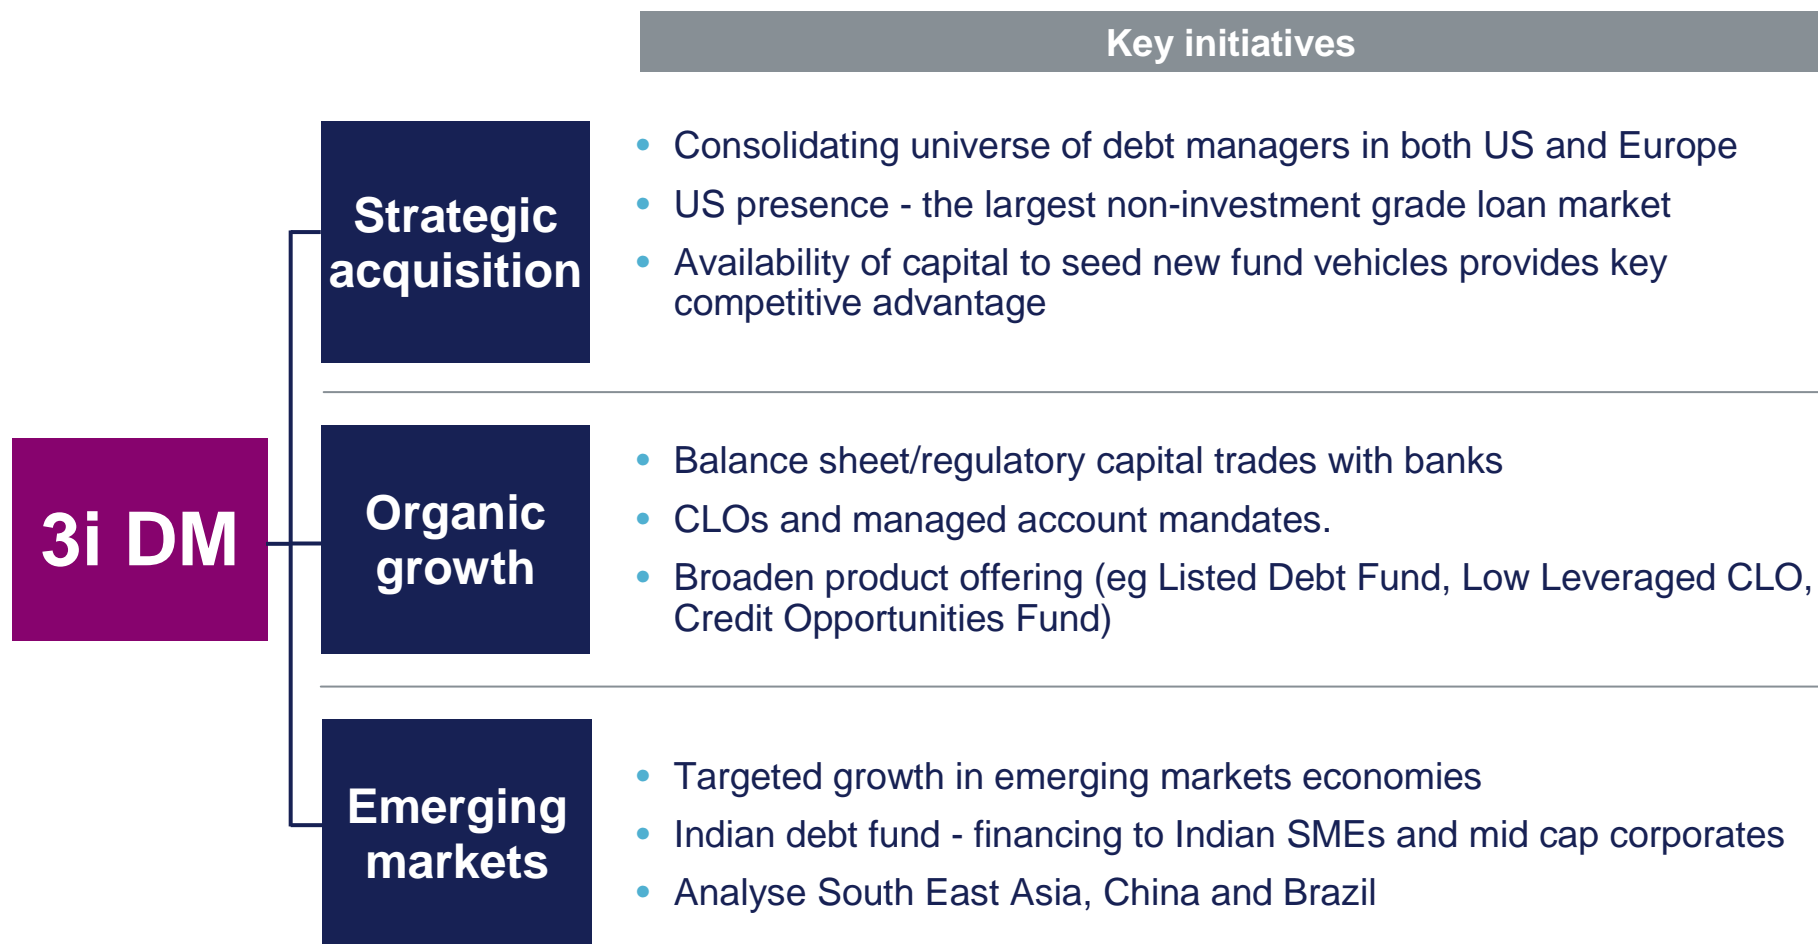 Key initiatives
Strategic
acquisition
• Consolidating universe of debt managers in both US and Europe
• US presence - the largest non-investment grade loan market
• Availability of capital to seed new fund vehicles provides key
competitive advantage
3i DM
Organic
growth
• Balance sheet/regulatory capital trades with banks
• CLOs and managed account mandates.
• Broaden product offering (eg Listed Debt Fund, Low Leveraged CLO,
Credit Opportunities Fund)
Emerging
markets
• Targeted growth in emerging markets economies
• Indian debt fund - financing to Indian SMEs and mid cap corporates
• Analyse South East Asia, China and Brazil